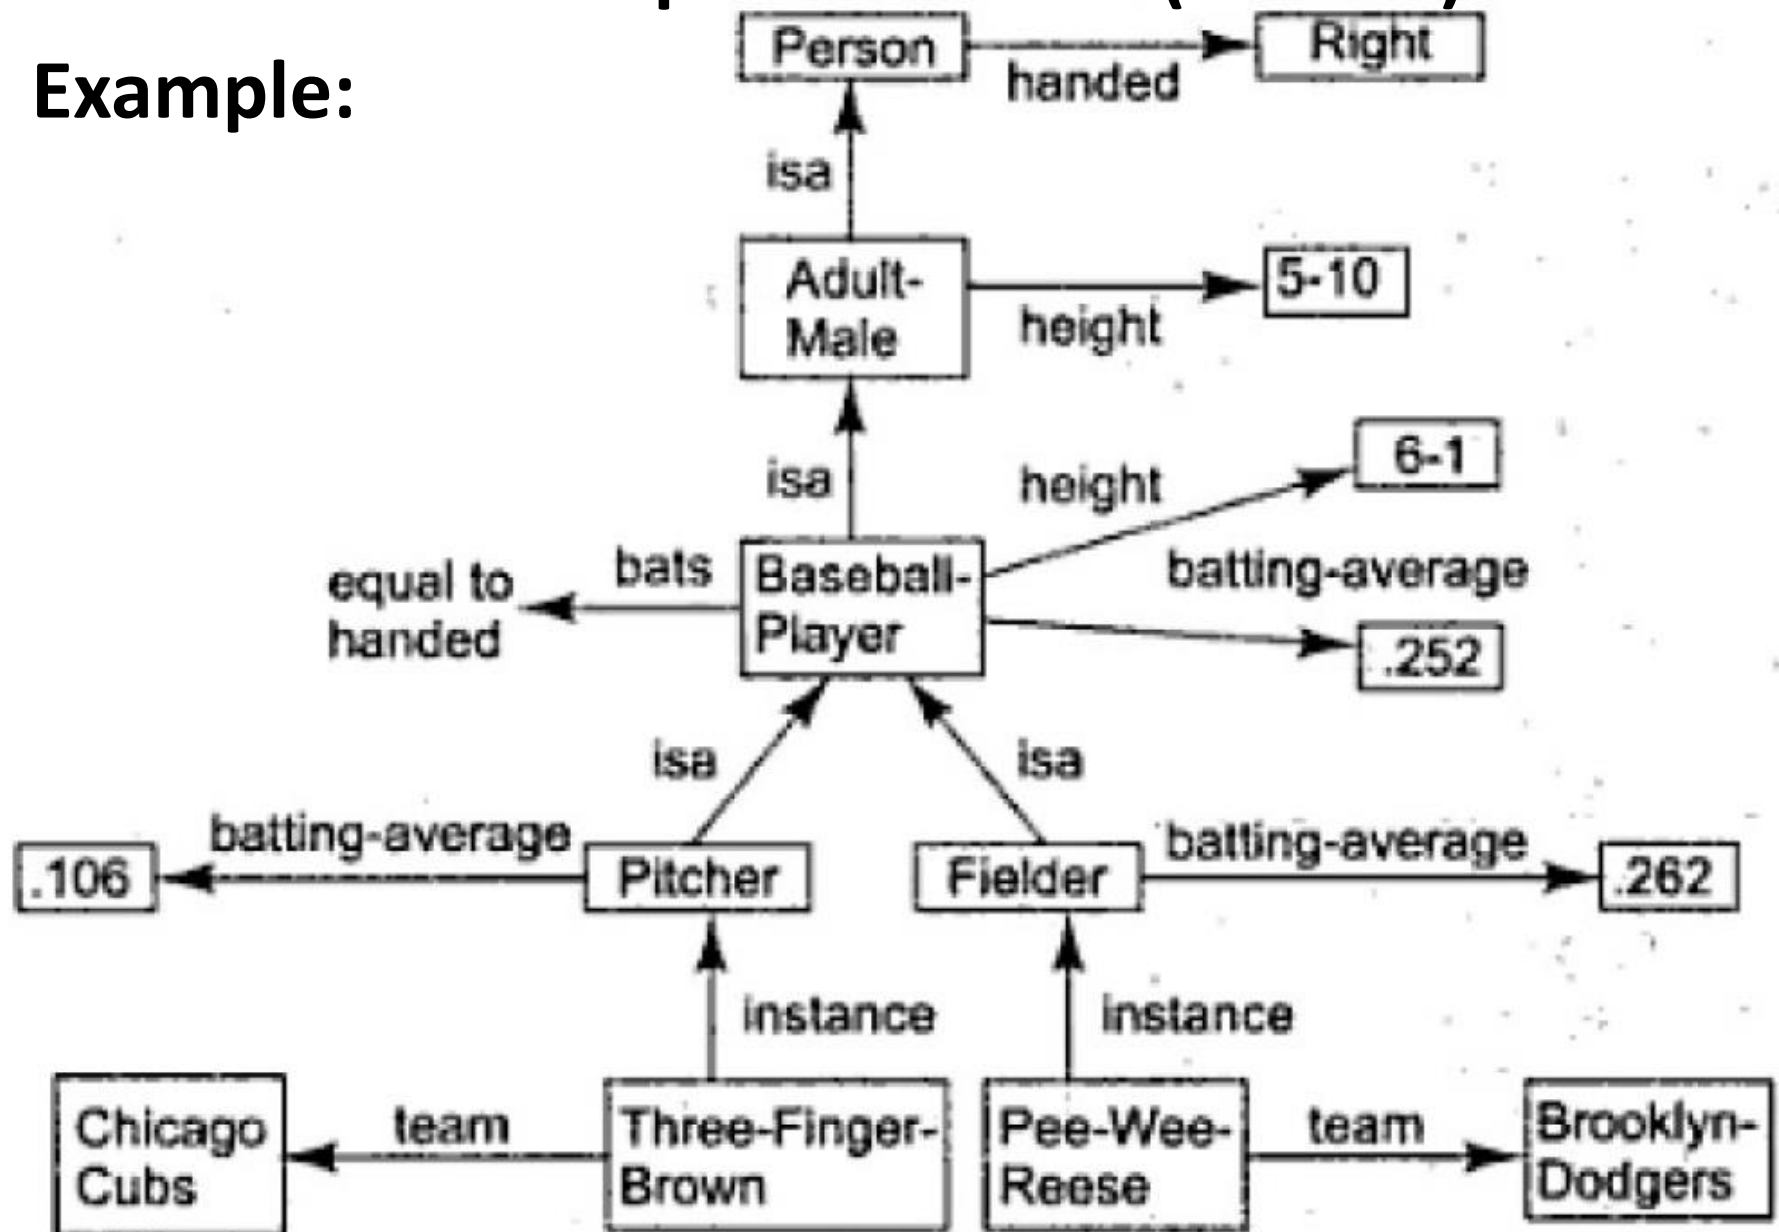 Example:
Person
handed
Right
isa
Adult-
Male
height
5-10
isa
height
6-1
equal to
handed
bats
Baseball-
Player
batting-average
.252
isa
isa
.106
batting-average
Pitcher
Fielder
batting-average
.262
instance
instance
Chicago
Cubs
team
Three-Finger-
Brown
Pee-Wee-
Reese
team
Brooklyn-
Dodgers